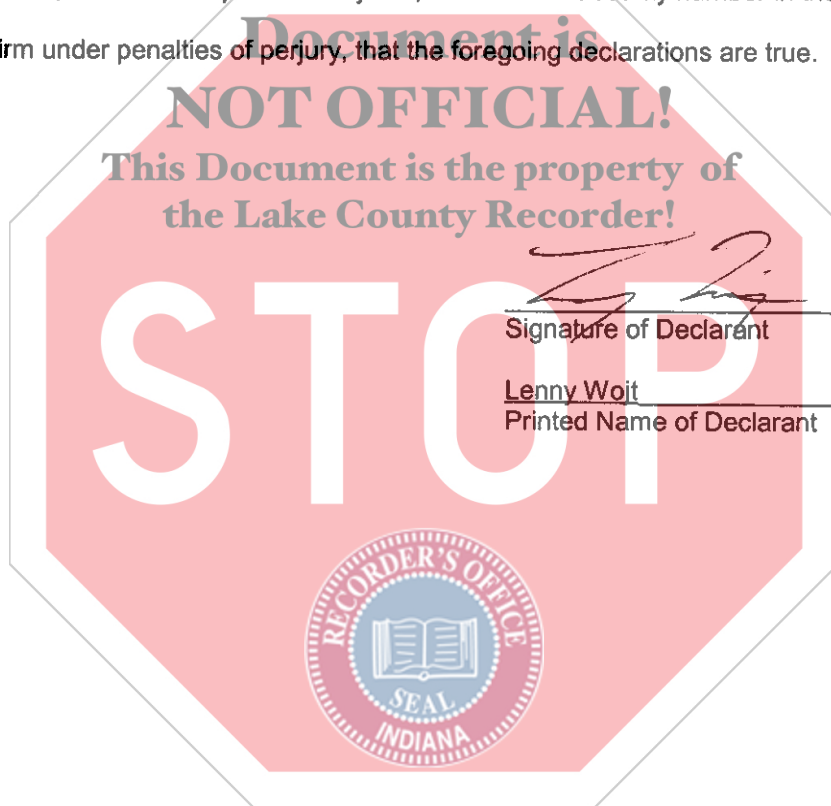 irm under penalties of perjury, that the foregoing declarations are true.
Document is
NOT OFFICIAL!
This Document is the property of
the Lake County Recorder!
STOP
Signature of Declarant
Lenny Wojt
Printed Name of Declarant
RECORDER'S OFFICE
SEAL
INDIANA